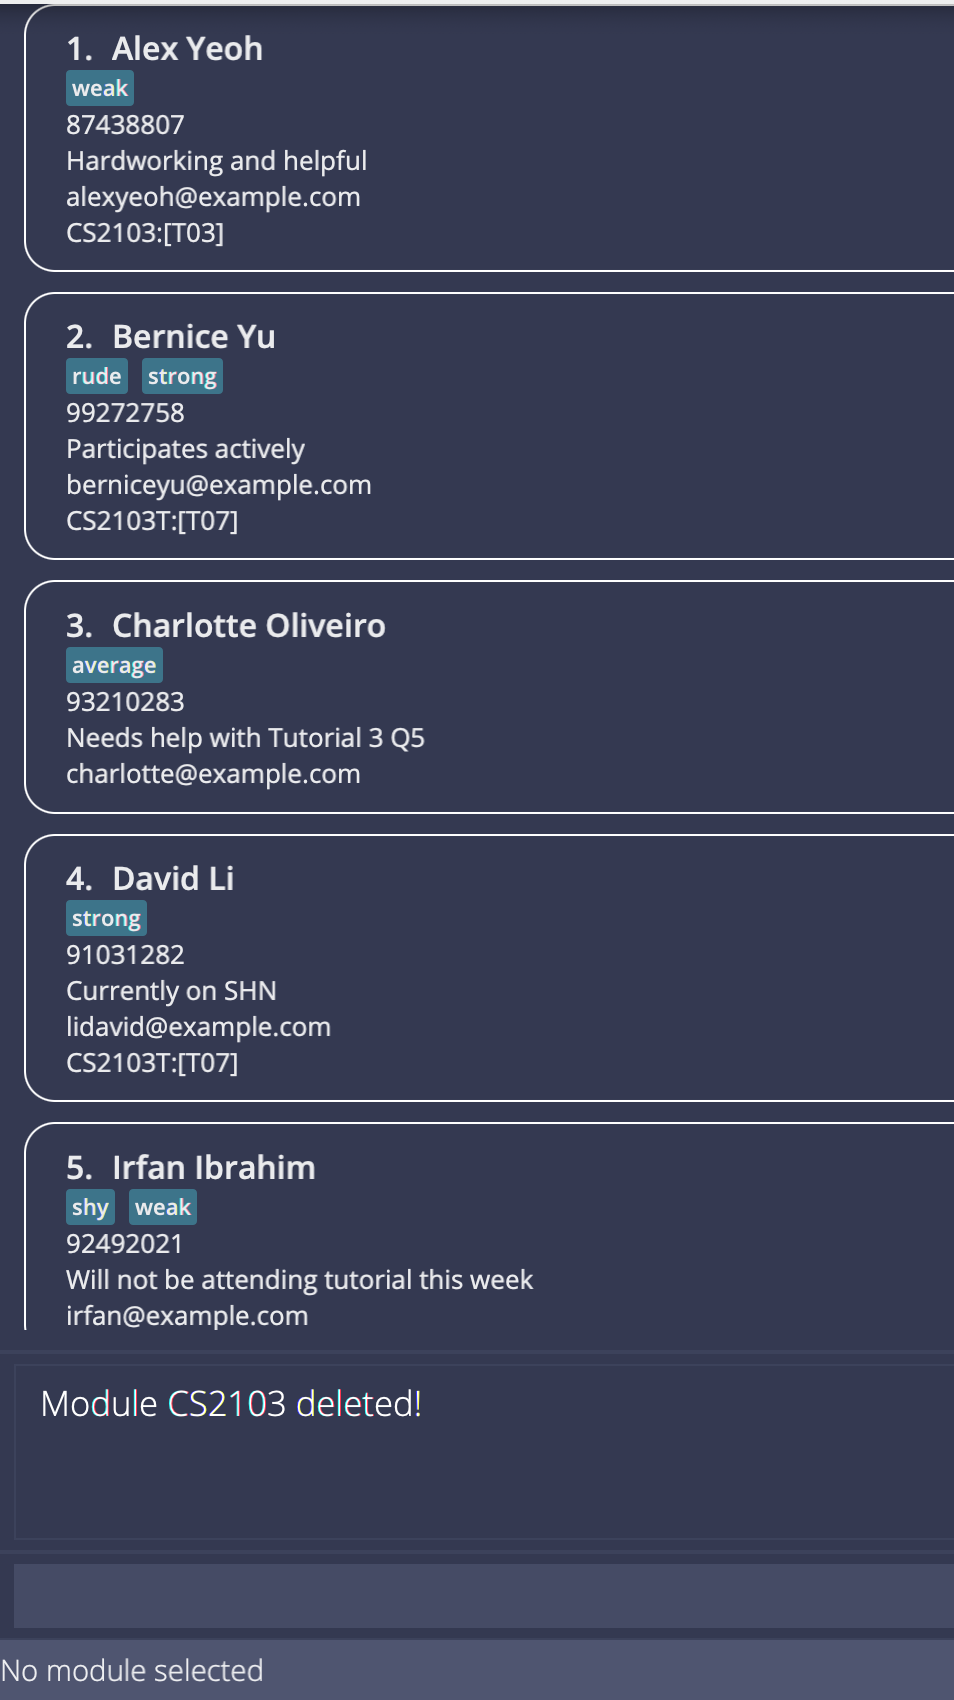 1. Alex Yeoh
weak
87438807
Hardworking and helpful
alexyeoh@example.com
CS2103:[T03]
2. Bernice Yu
rude strong
99272758
Participates actively
berniceyu@example.com
CS2103T:[T07]
3. Charlotte Oliveiro
average
93210283
Needs help with Tutorial 3 Q5
charlotte@example.com
4. David Li
strong
91031282
Currently on SHN
lidavid@example.com
CS2103T:[T07]
5. Irfan Ibrahim
shy weak
92492021
Will not be attending tutorial this week
irfan@example.com
Module CS2103 deleted!
No module selected